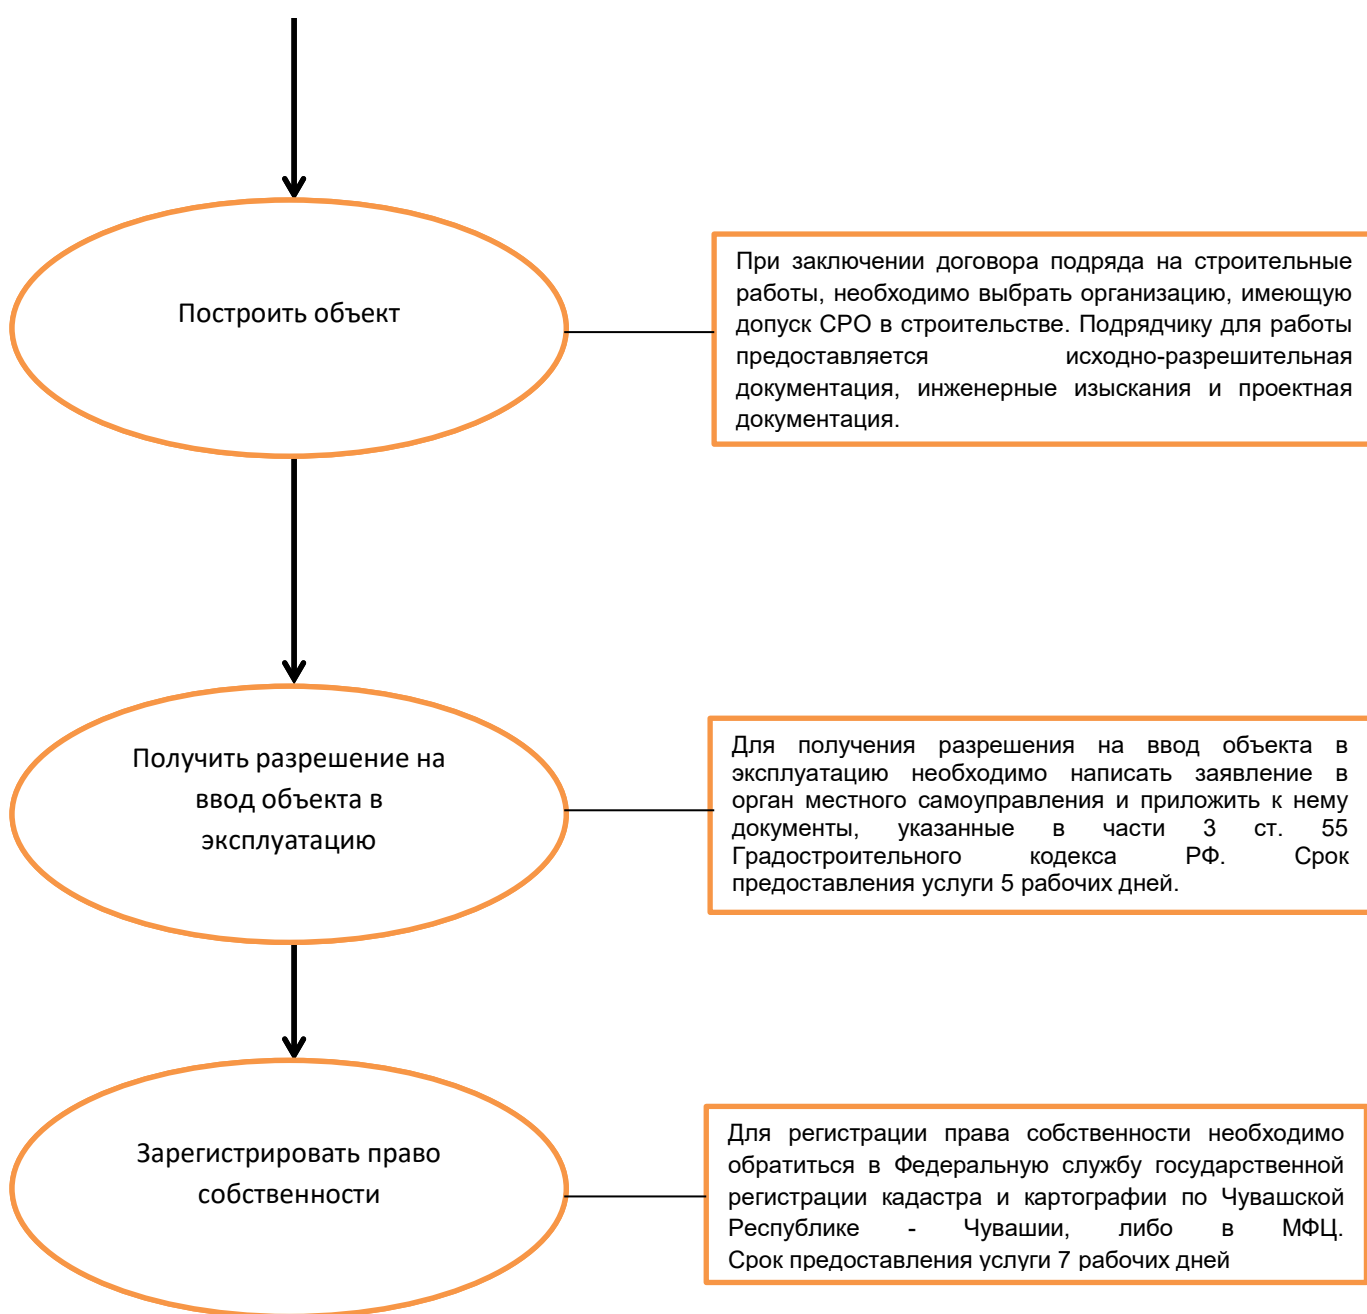 Построить объект
При заключении договора подряда на строительные
работы, необходимо выбрать организацию, имеющую
допуск СРО в строительстве. Подрядчику для работы
предоставляется исходно-разрешительная
документация, инженерные изыскания и проектная
документация.
Получить разрешение на
ввод объекта в
эксплуатацию
Для получения разрешения на ввод объекта в
эксплуатацию необходимо написать заявление в
орган местного самоуправления и приложить к нему
документы, указанные в части 3 ст. 55
Градостроительного кодекса РФ. Срок
предоставления услуги 5 рабочих дней.
Зарегистрировать право
собственности
Для регистрации права собственности необходимо
обратиться в Федеральную службу государственной
регистрации кадастра и картографии по Чувашской
Республике - Чувашии, либо в МФЦ.
Срок предоставления услуги 7 рабочих дней